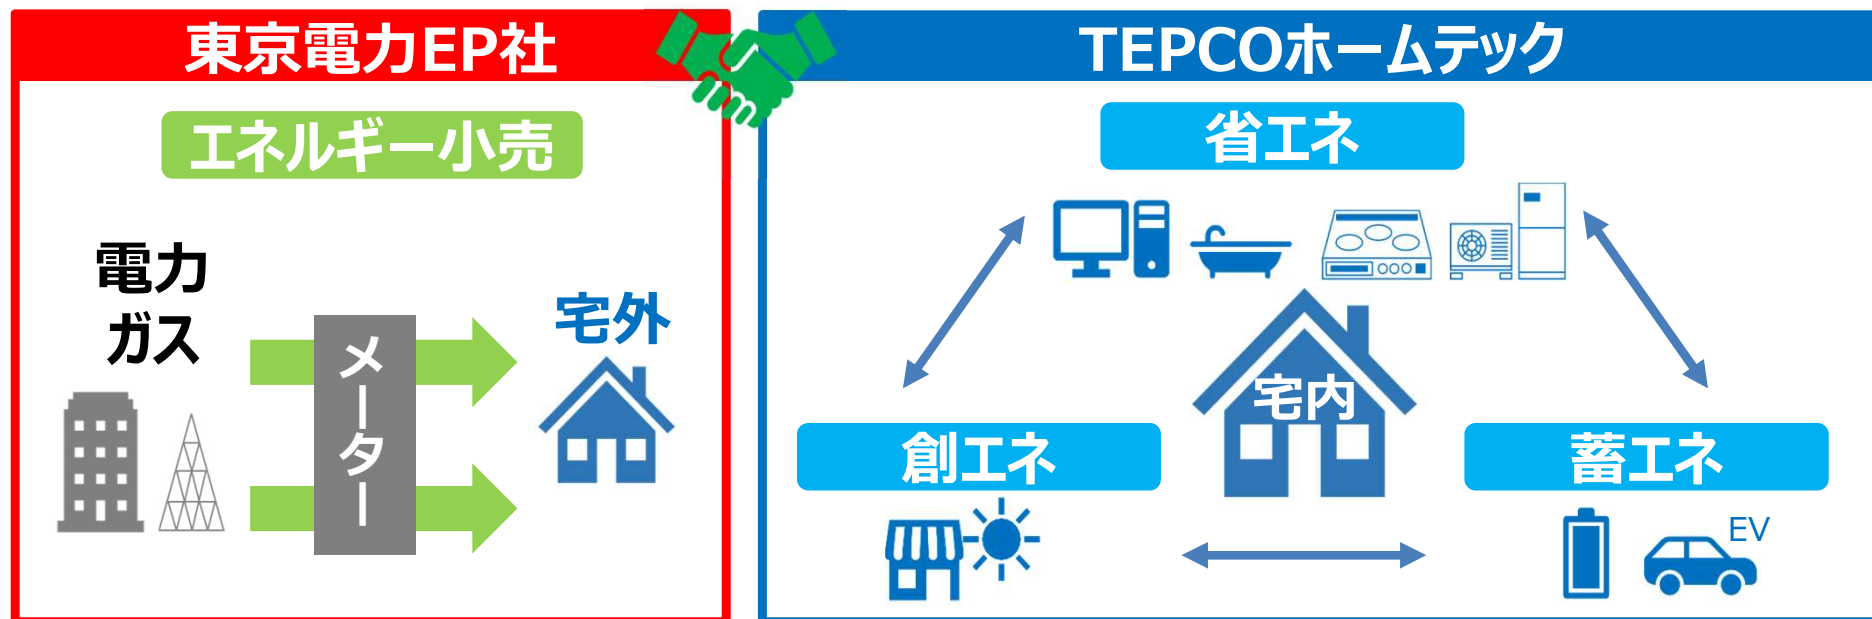 東京電力EP社
エネルギー小売
電力
ガス
メーター
宅外
TEPCOホームテック
省エネ
宅内
創エネ
蓄エネ
EV